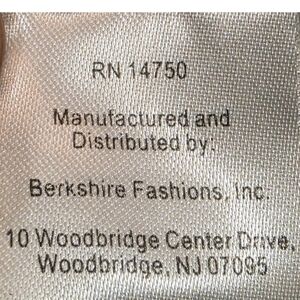 RN 14750
Manufactured and
Distributed by:
Berkshire Fashions, Inc.
10 Woodbridge Center Drive,
Woodbridge, NJ 07095